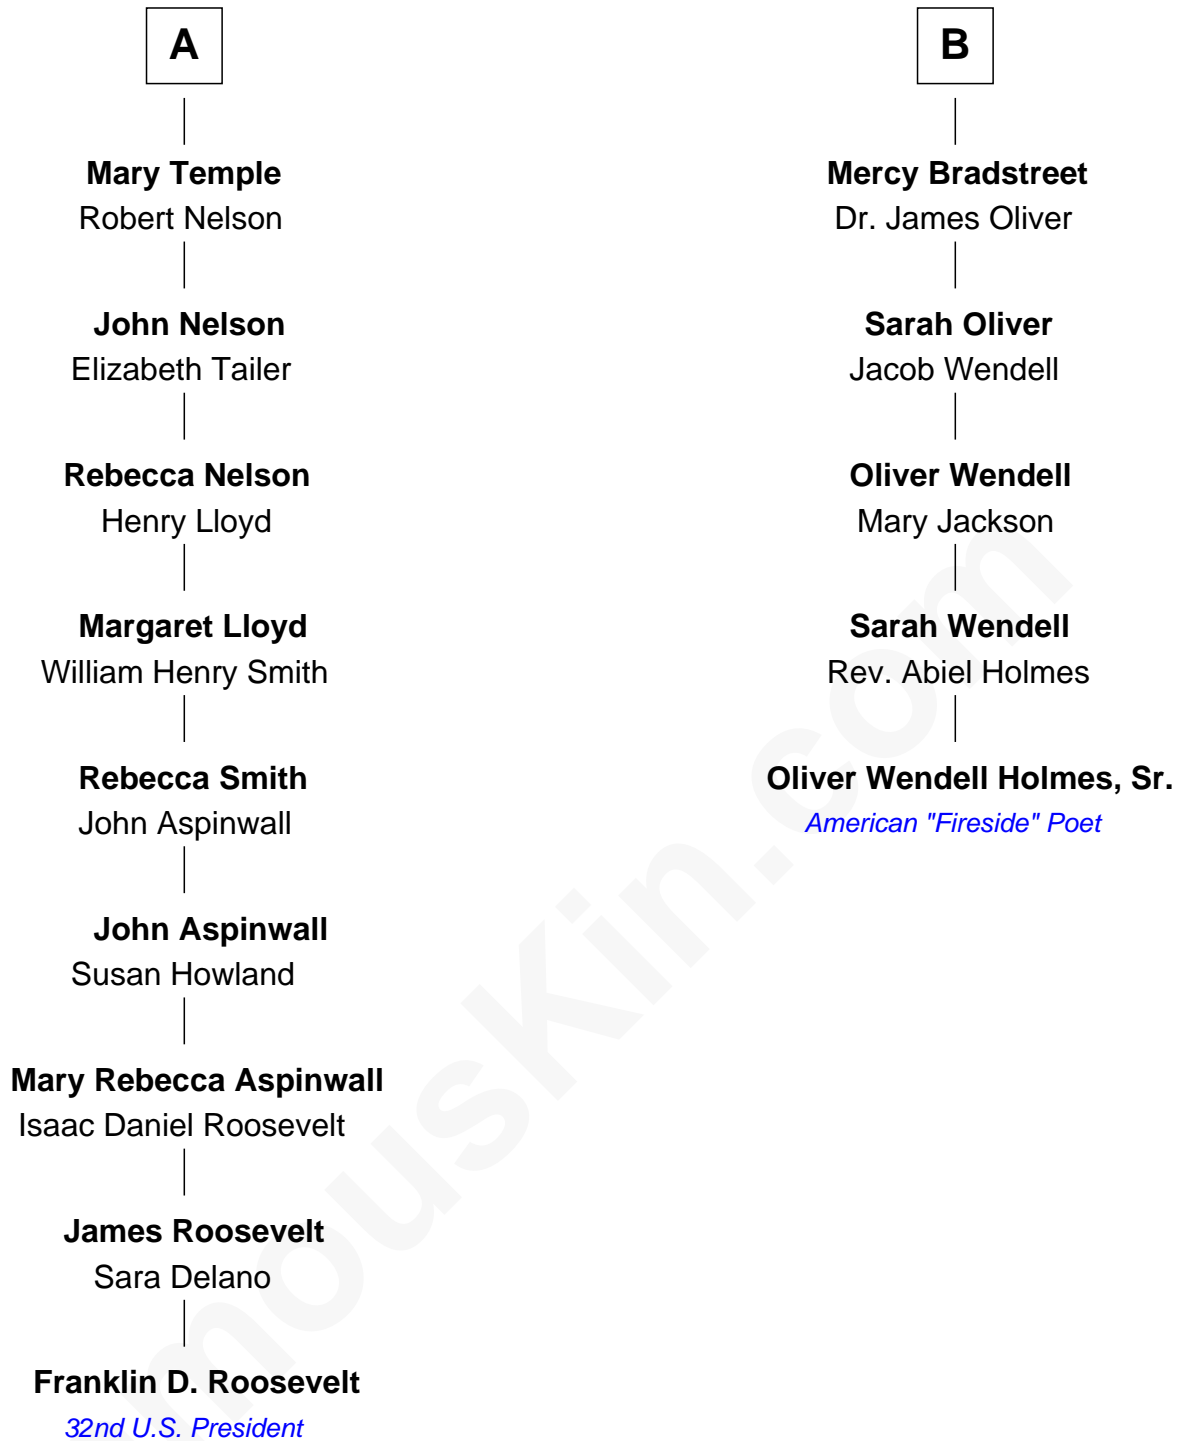 A
Mary Temple
Robert Nelson
John Nelson
Elizabeth Tailer
Rebecca Nelson
Henry Lloyd
Margaret Lloyd
William Henry Smith
Rebecca Smith
John Aspinwall
John Aspinwall
Susan Howland
Mary Rebecca Aspinwall
Isaac Daniel Roosevelt
James Roosevelt
Sara Delano
Franklin D. Roosevelt
32nd U.S. President
B
Mercy Bradstreet
Dr. James Oliver
Sarah Oliver
Jacob Wendell
Oliver Wendell
Mary Jackson
Sarah Wendell
Rev. Abiel Holmes
Oliver Wendell Holmes, Sr.
American "Fireside" Poet
mouskin.com